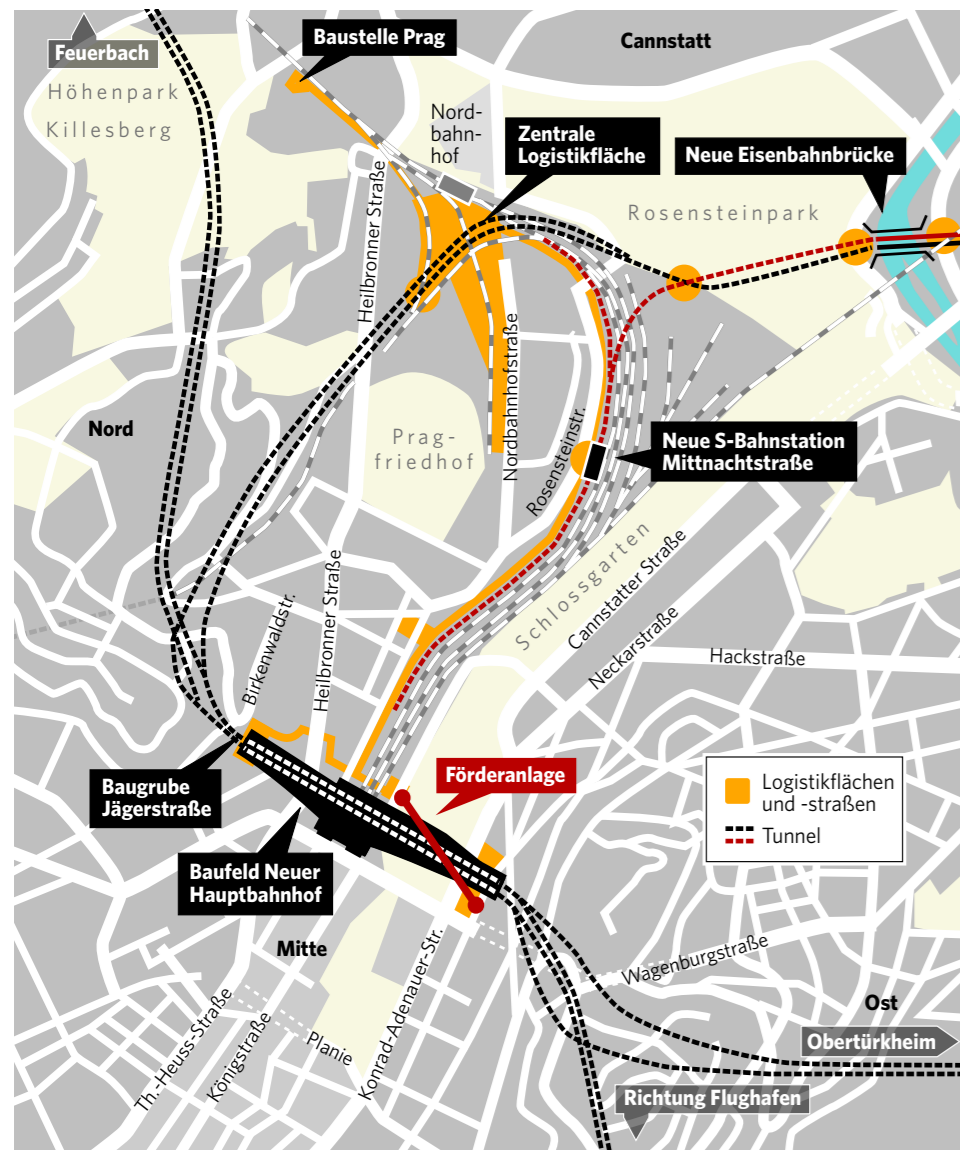 Feuerbach
Baustelle Prag
Cannstatt
Höhenpark
Killesberg
Nord-
bahn-
hof
Zentrale
Logistikfläche
Neue Eisenbahnbrücke
Rosensteinpark
Heilbronner Straße
Nord
Prag-
friedhof
Nordbahnhofstraße
Rosensteinstr.
Neue S-Bahnstation
Mittnachtstraße
Schlossgarten
Cannstatter Straße
Neckarstraße
Hackstraße
Birkenwaldstr.
Heilbronner Straße
Baugrube
Jägerstraße
Förderanlage
Logistikflächen
und -straßen
Tunnel
Baufeld Neuer
Hauptbahnhof
Mitte
Wagenburgstraße
Ost
Obertürkheim
Th.-Heuss-Straße
Königstraße
Planie
Konrad-Adenauer-Str.
Richtung Flughafen